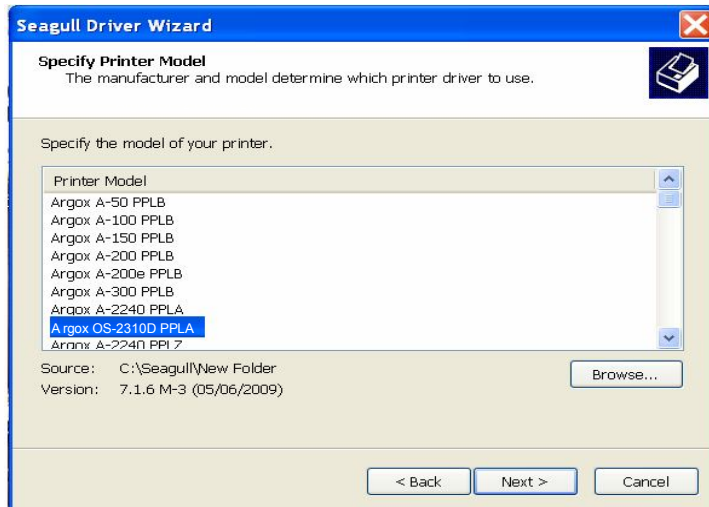 Seagull Driver Wizard
Specify Printer Model
The manufacturer and model determine which printer driver to use.
Specify the model of your printer.
Printer Model
Argox A-50 PPLB
Argox A-100 PPLB
Argox A-150 PPLB
Argox A-200 PPLB
Argox A-200e PPLB
Argox A-300 PPLB
Argox A-2240 PPLA
Argox OS-2310D PPLA
Argox A-2240 PPLZ
Source: C:\Seagull\New Folder
Browse...
Version: 7.1.6 M-3 (05/06/2009)
< Back Next > Cancel